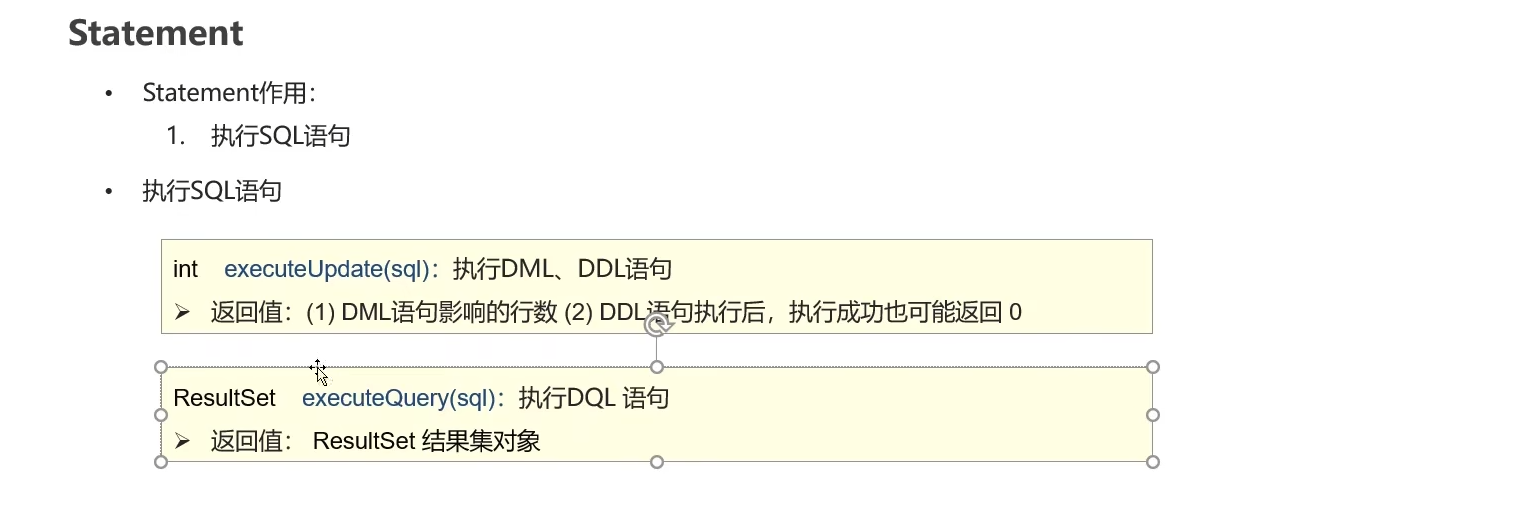 Statement
• Statement作用：
1. 执行SQL语句
• 执行SQL语句
int executeUpdate(sql)：执行DML、DDL语句
➢ 返回值：(1) DML语句影响的行数 (2) DDL语句执行后，执行成功也可能返回 0
ResultSet executeQuery(sql)：执行DQL 语句
➢ 返回值： ResultSet 结果集对象